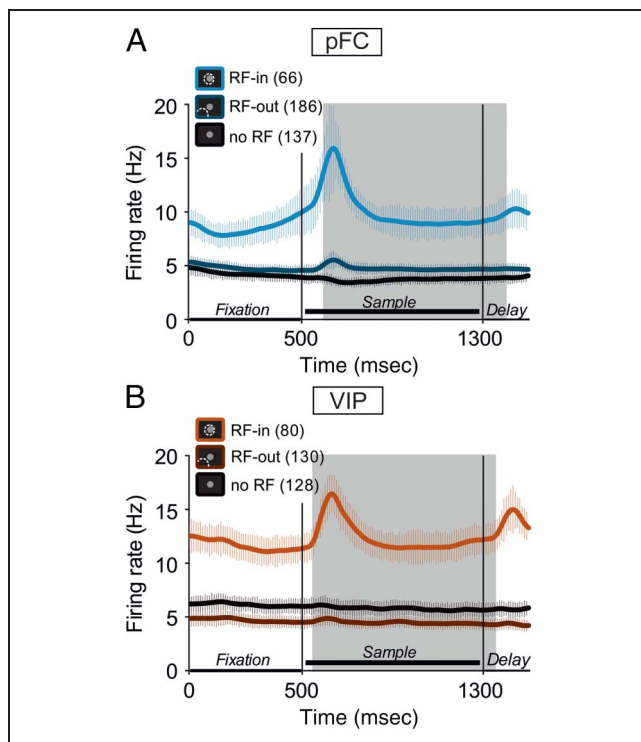 A
pFC
RF-in (66)
RF-out (186)
no RF (137)
20
15
10
5
0
Firing rate (Hz)
Fixation
Sample
Delay
0
500
1300
Time (msec)
B
VIP
RF-in (80)
RF-out (130)
no RF (128)
20
15
10
5
0
Firing rate (Hz)
Fixation
Sample
Delay
0
500
1300
Time (msec)